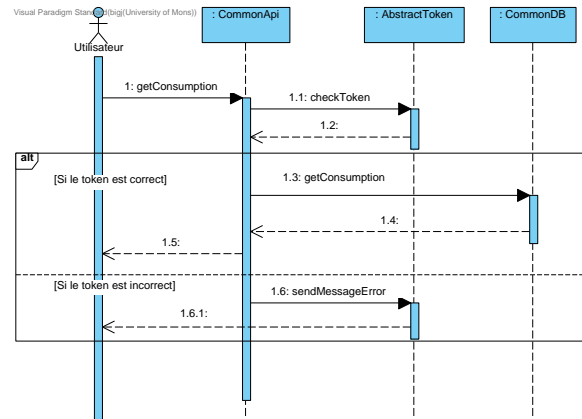 Visual Paradigm Standard(bigj(University of Mons))
Utilisateur
: CommonApi
: AbstractToken
: CommonDB
1: getConsumption
1.1: checkToken
1.2:
alt
[Si le token est correct]
1.3: getConsumption
1.4:
1.5:
[Si le token est incorrect]
1.6: sendMessageError
1.6.1: